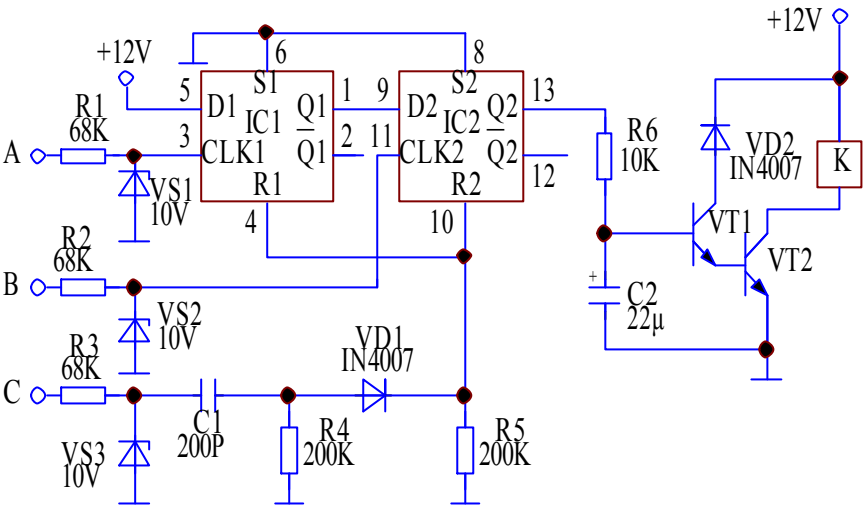 +12V
6
8
+12V
5
S1
1
9
S2
13
D1
Q1
D2
Q2
R1
68K
IC1
IC2
R6
10K
VD2
IN4007
K
A
3
CLK1
Q1
2
11
CLK2
Q2
12
VS1
10V
R1
4
R2
10
VT1
VT2
R2
68K
B
VS2
10V
C2
22μ
+
R3
68K
VD1
IN4007
C
C1
200P
R4
200K
R5
200K
VS3
10V